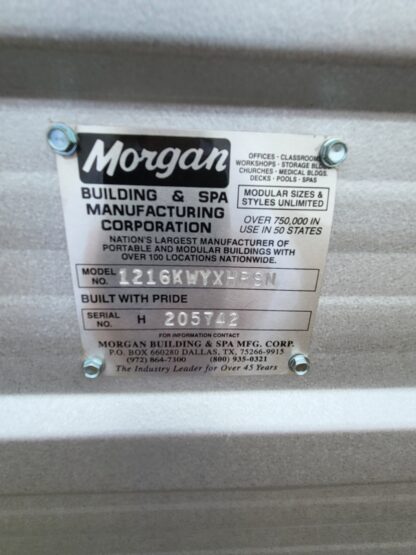 Morgan
OFFICES · CLASSROOMS
WORKSHOPS · STORAGE BLDGS
CHURCHES · MEDICAL BLDGS.
DECKS · POOLS · SPAS
BUILDING & SPA
MANUFACTURING
CORPORATION
MODULAR SIZES &
STYLES UNLIMITED
OVER 750,000 IN
USE IN 50 STATES
NATION'S LARGEST MANUFACTURER OF
PORTABLE AND MODULAR BUILDINGS WITH
OVER 100 LOCATIONS NATIONWIDE.
MODEL
NO. 1216KWYXHPSN
BUILT WITH PRIDE
SERIAL
NO. H 205742
FOR INFORMATION CONTACT
MORGAN BUILDING & SPA MFG. CORP.
P.O. BOX 660280 DALLAS, TX, 75266-9915
(972) 864-7300 (800) 935-0321
The Industry Leader for Over 45 Years